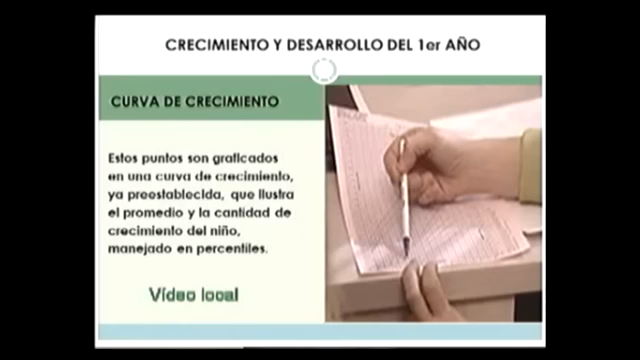 CRECIMIENTO Y DESARROLLO DEL 1er AÑO
CURVA DE CRECIMIENTO
Estos puntos son graficados
en una curva de crecimiento,
ya preestablecida, que ilustra
el promedio y la cantidad de
crecimiento del niño,
manejado en percentiles.
Vídeo local